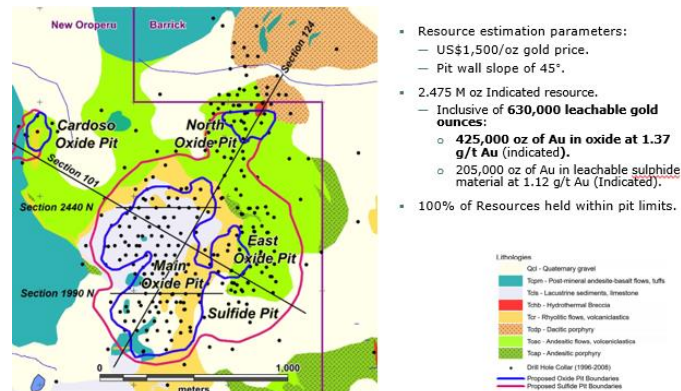 New Oroperu
Barrick
Section 124
Cardoso
Oxide Pit
North
Oxide Pit
Section 101
Section 2440 N
East
Oxide Pit
Main
Oxide Pit
Section 1990 N
Sulfide Pit
0
1,000
meters
Resource estimation parameters:
— US$1,500/oz gold price.
— Pit wall slope of 45°.
2.475 M oz Indicated resource.
— Inclusive of 630,000 leachable gold
ounces:
425,000 oz of Au in oxide at 1.37
g/t Au (indicated).
205,000 oz of Au in leachable sulphide
material at 1.12 g/t Au (Indicated).
100% of Resources held within pit limits.
Lithologies
Qcl - Quaternary gravel
Tcpm - Post-mineral andesite-basalt flows, tuffs
Tcls - Lacustrine sediments, limestone
Tchb - Hydrothermal Breccia
Tcr - Rhyolitic flows, volcaniclastics
Tcdp - Dacitic porphyry
Tcac - Andesitic flows, volcaniclastics
Tcap - Andesitic porphyry
Drill Hole Collar (1996-2008)
Proposed Oxide Pit Boundaries
Proposed Sulfide Pit Boundaries